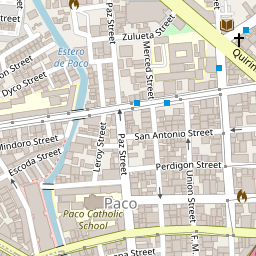 Zulueta Street
Paz Street
Estero
de Paco
Dyco Street
Merced Street
Quirin
Mindoro Street
Leroy Street
Paz Street
San Antonio Street
Escoda Street
Perdigon Street
Union Street
Paco
Paco Catholic
School
F. M.